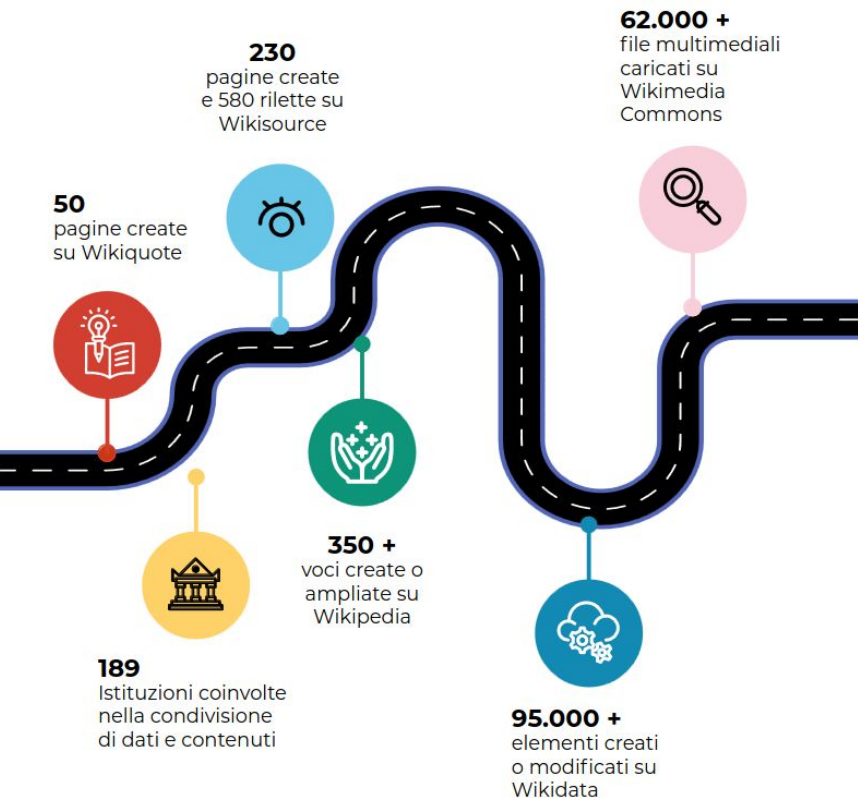 50
pagine create
su Wikiquote
189
Istituzioni coinvolte
nella condivisione
di dati e contenuti
230
pagine create
e 580 rilette su
Wikisource
350 +
voci create o
ampliate su
Wikipedia
95.000 +
elementi creati
o modificati su
Wikidata
62.000 +
file multimediali
caricati su
Wikimedia
Commons